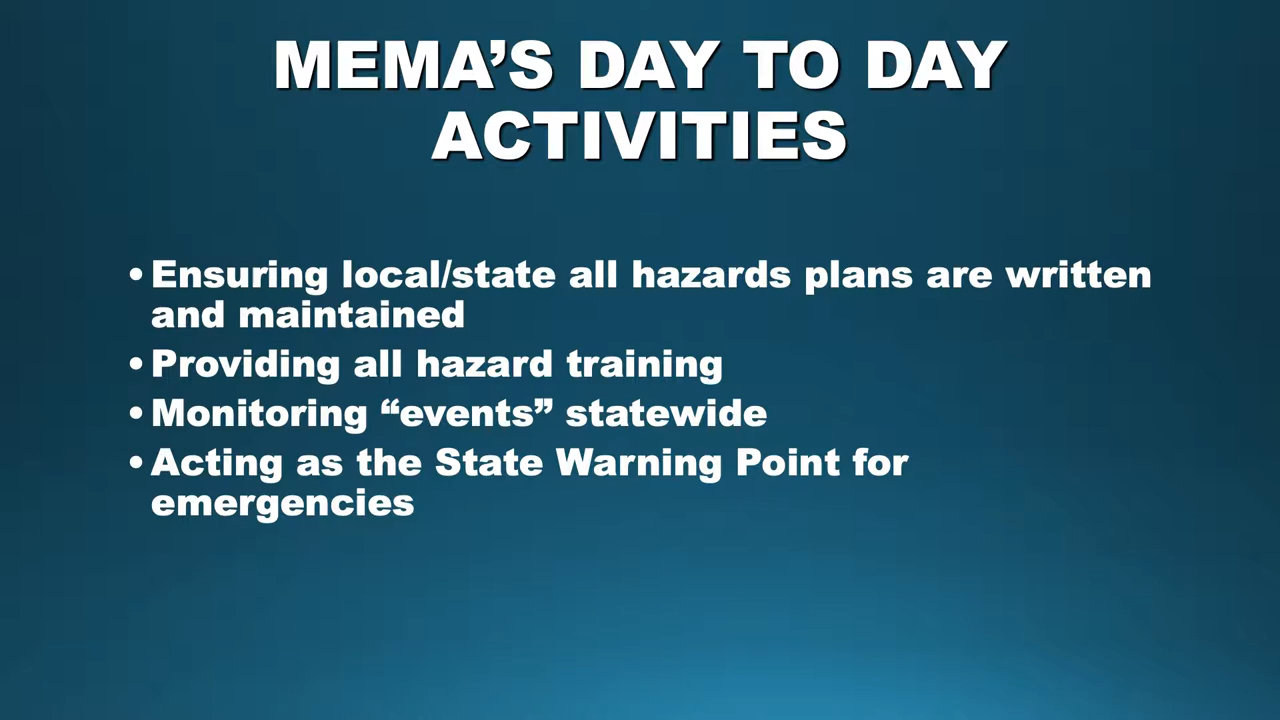 MEMA’S DAY TO DAY
ACTIVITIES
• Ensuring local/state all hazards plans are written
and maintained
• Providing all hazard training
• Monitoring “events” statewide
• Acting as the State Warning Point for
emergencies